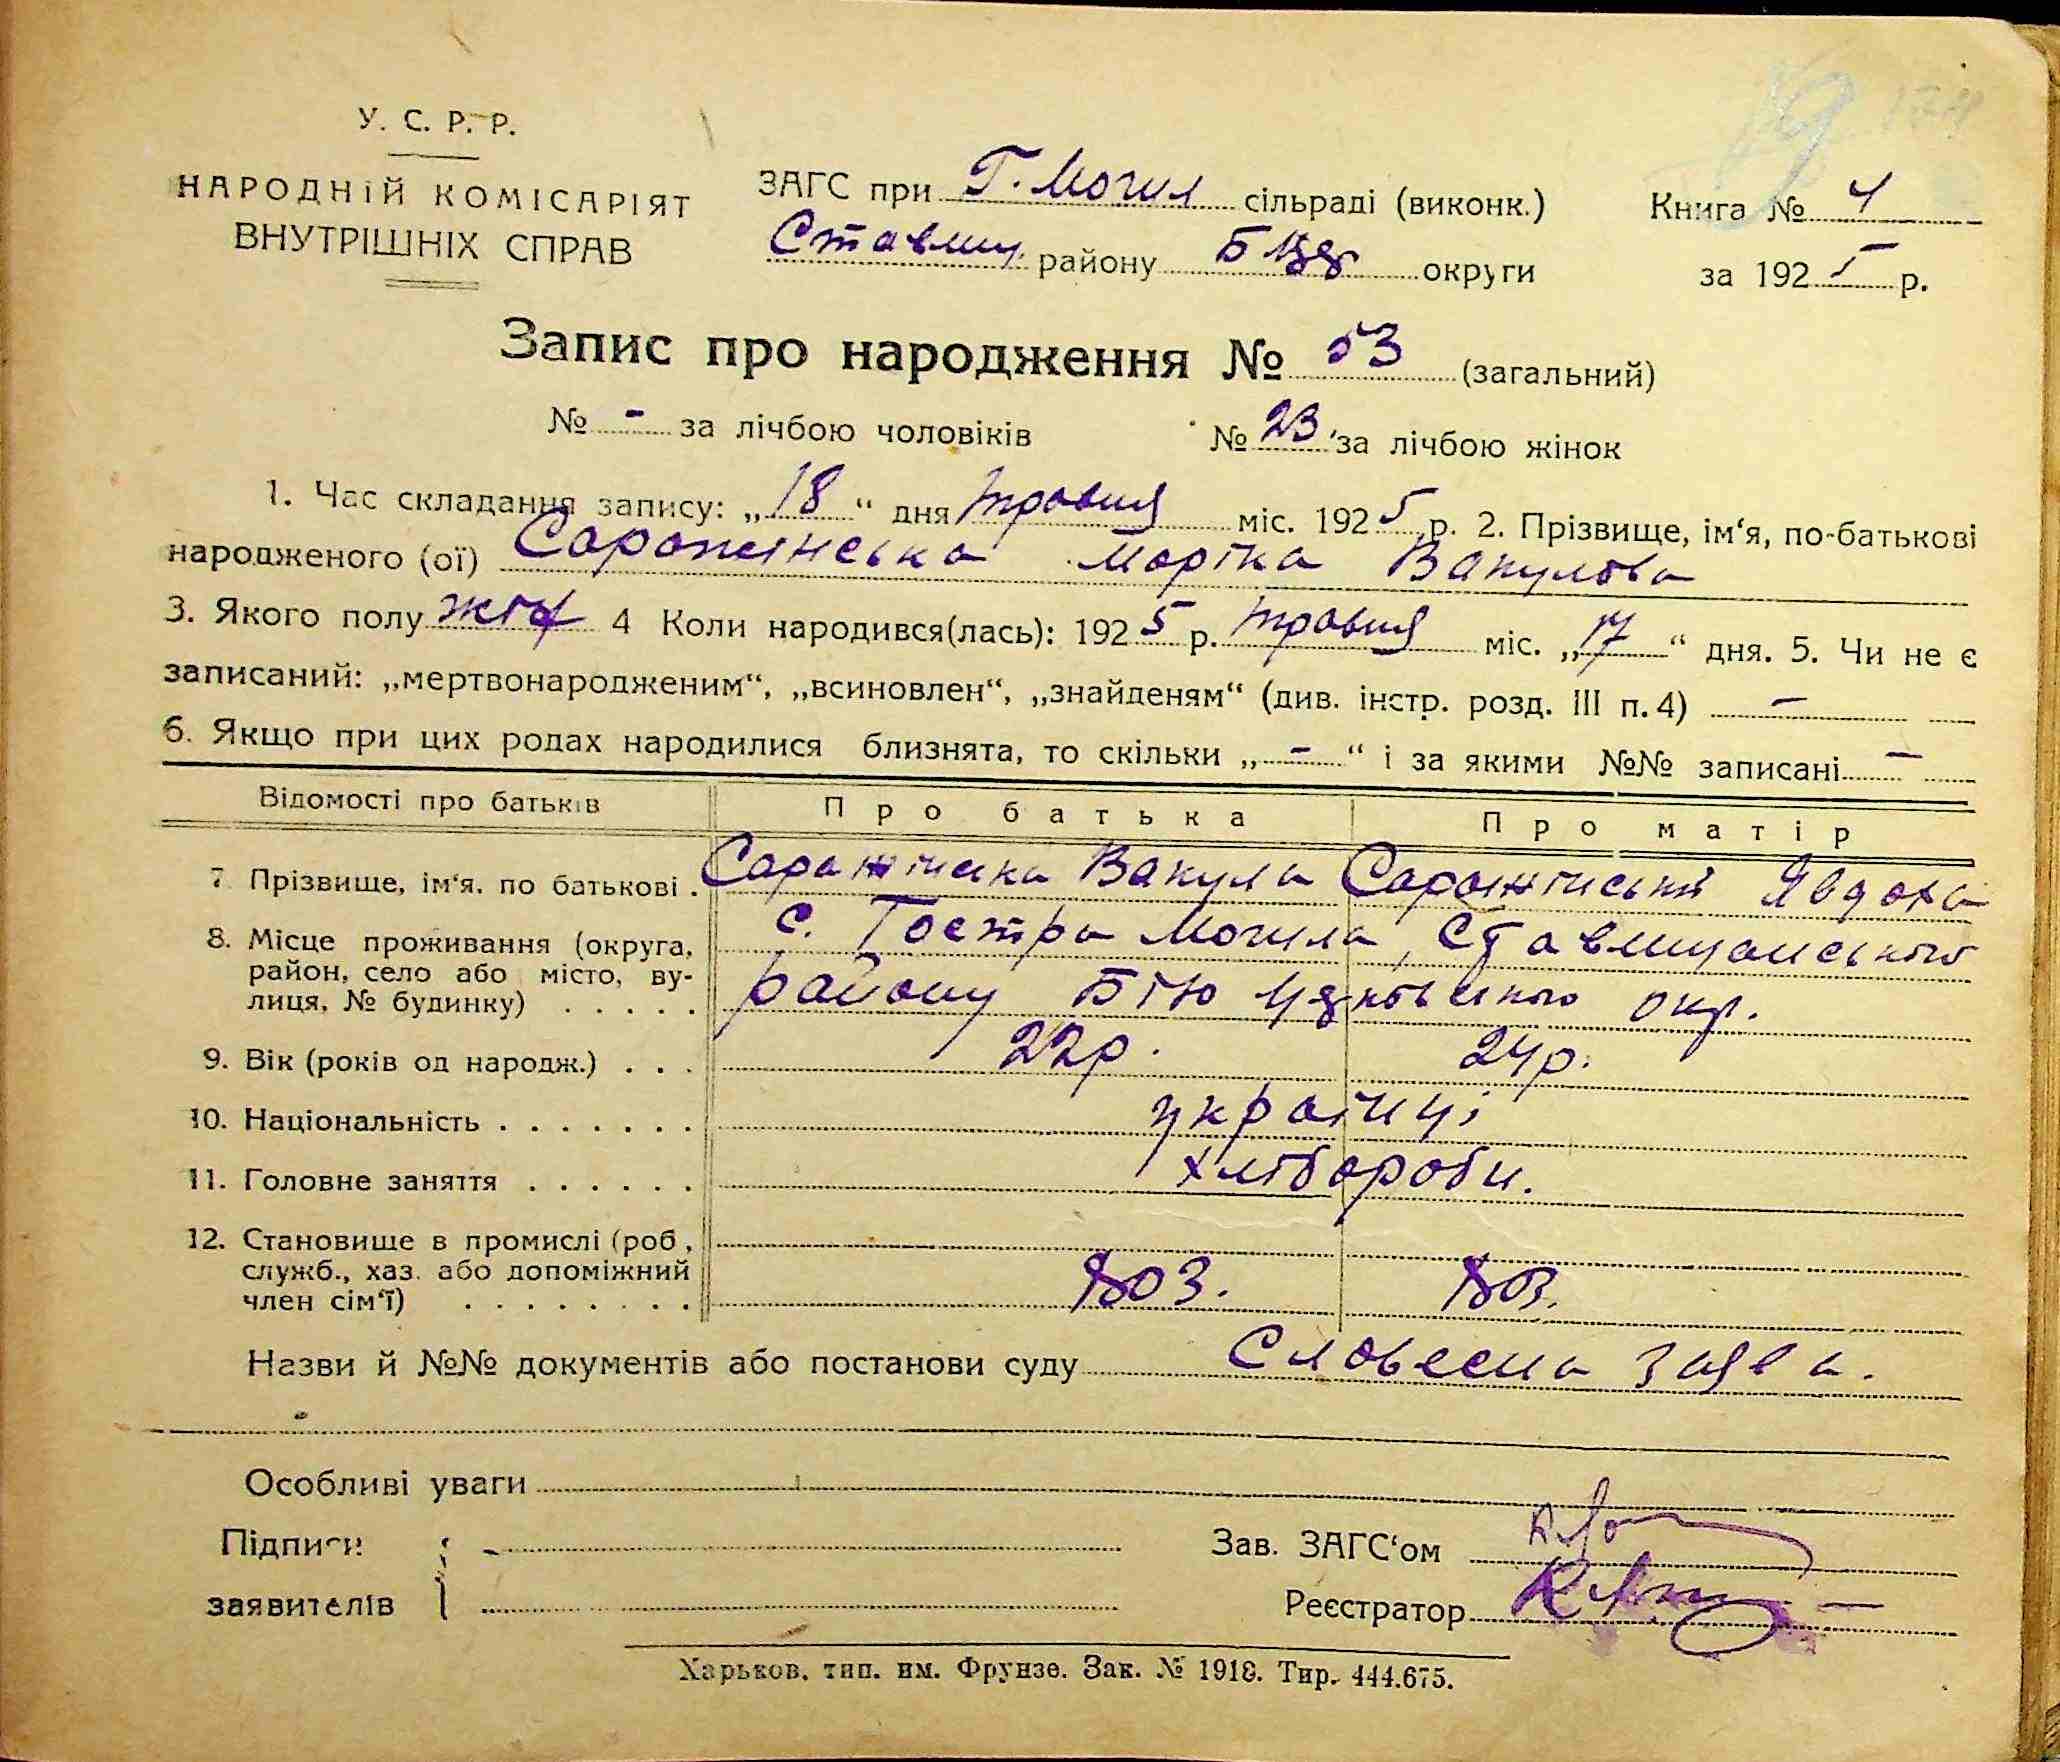 У. С. Р. Р.
НАРОДНІЙ КОМІСАРІЯТ
ВНУТРІШНІХ СПРАВ
ЗАГС при Г. Могил сільраді (виконк.)
Ставищ. району БЦер округи
Книга № 4
за 1925 р.
Запис про народження № 53 (загальний)
№ - за лічбою чоловіків № 23. за лічбою жінок
1. Час складання запису: „18“ дня травня міс. 1925 р. 2. Прізвище, ім‘я, по-батькові
народженого (ої) Саражинська Марта Вакулова
3. Якого полу жін 4 Коли народився(лась): 1925 р. травня міс. „17“ дня. 5. Чи не є
записаний: „мертвонародженим“, „всиновлен“, „знайденям“ (див. інстр. розд. III п. 4) –
6. Якщо при цих родах народилися близнята, то скільки „-“ і за якими №№ записані –
Відомості про батьків Про батька Про матір
7. Прізвище, ім‘я, по батькові . Вакула Явдоха
8. Місце проживання (округа, с. Гостра Могила, Ставищанського
район, село або місто, ву-
лиця, № будинку) . . . . . району окр.
9. Вік (років од народж.) . . . 22р. 24р.
10. Національність . . . . . . . українці
11. Головне заняття . . . . . . хлібороби.
12. Становище в промислі (роб.,
служб., хаз. або допоміжний
член сім‘ї) . . . . . . . .
Назви й №№ документів або постанови суду Словесна заява.
Особливі уваги
Підписи
заявителів
Зав. ЗАГС‘ом
Реєстратор
Харьков, тип. им. Фрунзе. Зак. № 1918. Тир. 444.675.